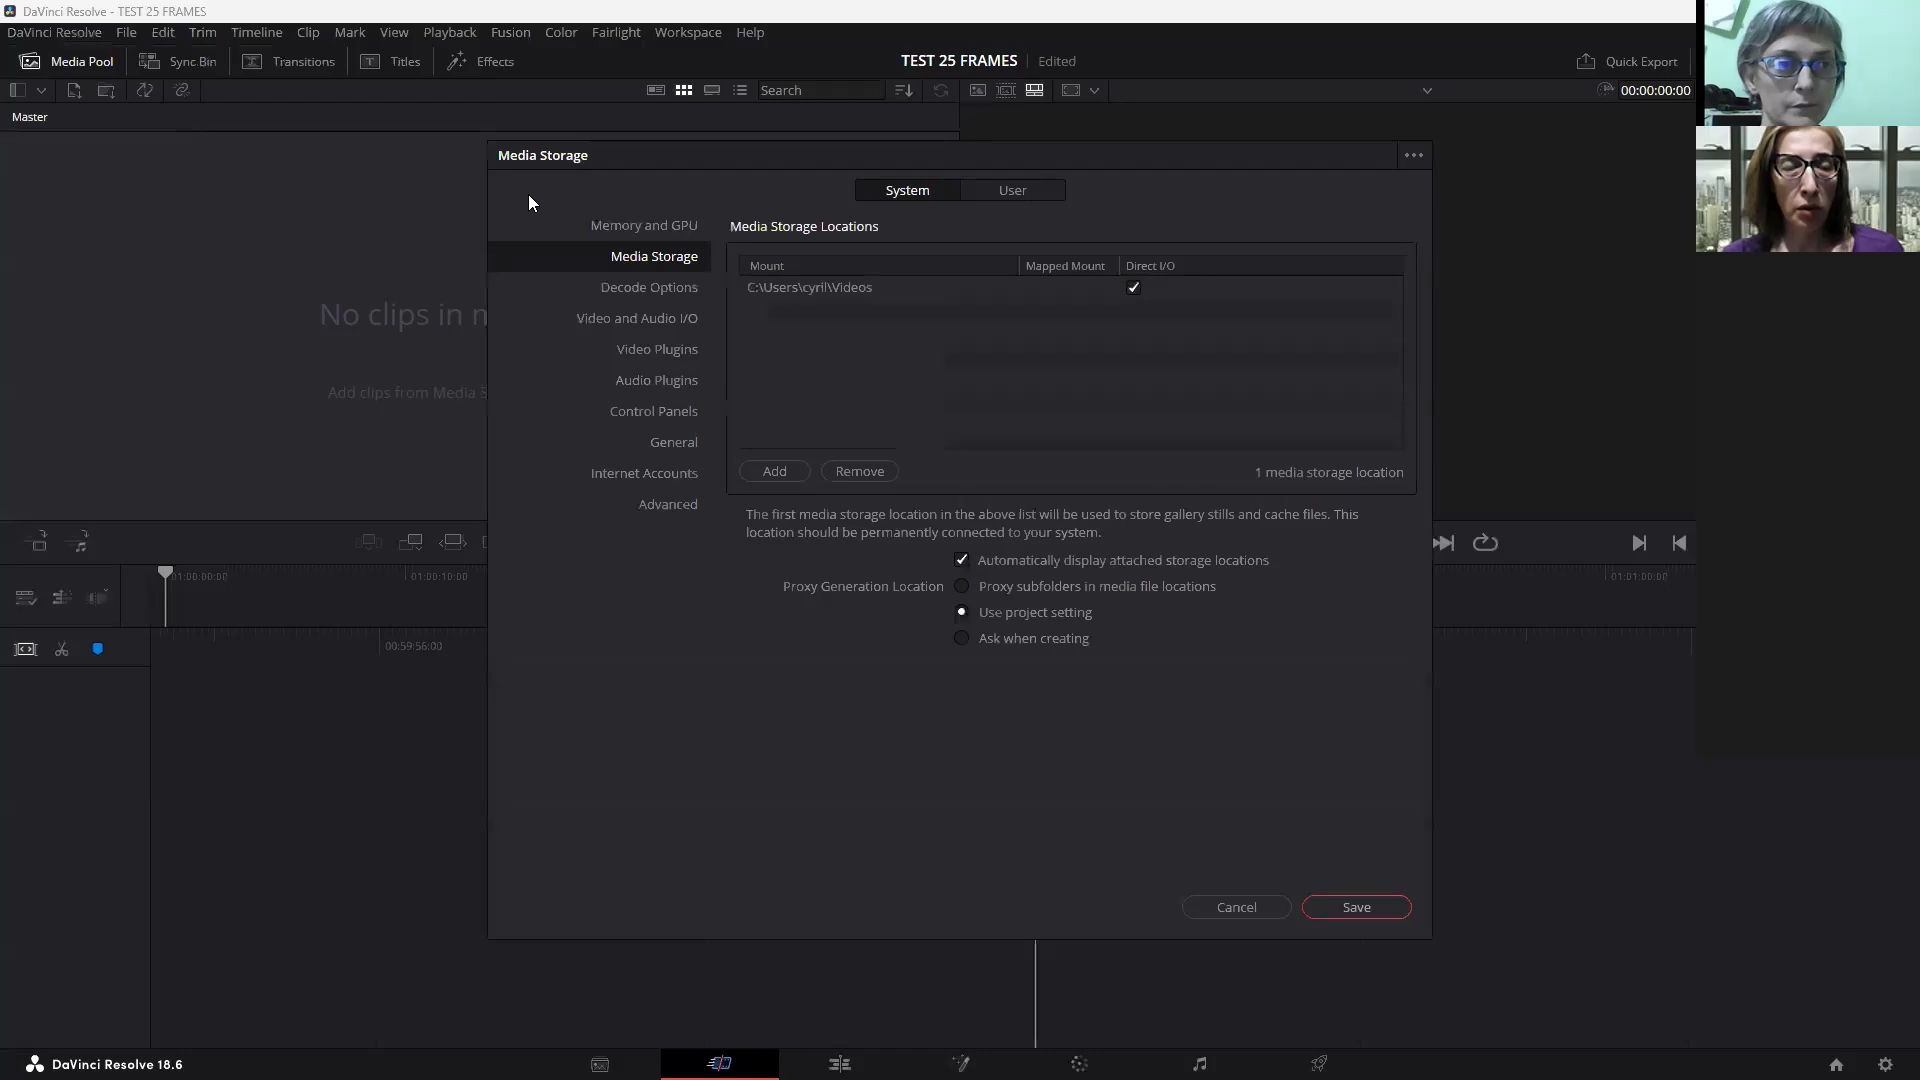 DaVinci Resolve - TEST 25 FRAMES
DaVinci Resolve File Edit Trim Timeline Clip Mark View Playback Fusion Color Fairlight Workspace Help
Media Pool Sync Bin Transitions Titles Effects TEST 25 FRAMES Edited Quick Export
Search 00:00:00:00
Master
Media Storage
System User
Memory and GPU
Media Storage
Decode Options
Video and Audio I/O
Video Plugins
Audio Plugins
Control Panels
General
Internet Accounts
Advanced
Media Storage Locations
Mount Mapped Mount Direct I/O
C:\Users\cyril\Videos
Add Remove 1 media storage location
The first media storage location in the above list will be used to store gallery stills and cache files. This
location should be permanently connected to your system.
Automatically display attached storage locations
Proxy Generation Location Proxy subfolders in media file locations
Use project setting
Ask when creating
Cancel Save
No clips in
Add clips from Media
01:00:00:00 01:00:10:00 01:01:00:00
00:59:56:00
DaVinci Resolve 18.6